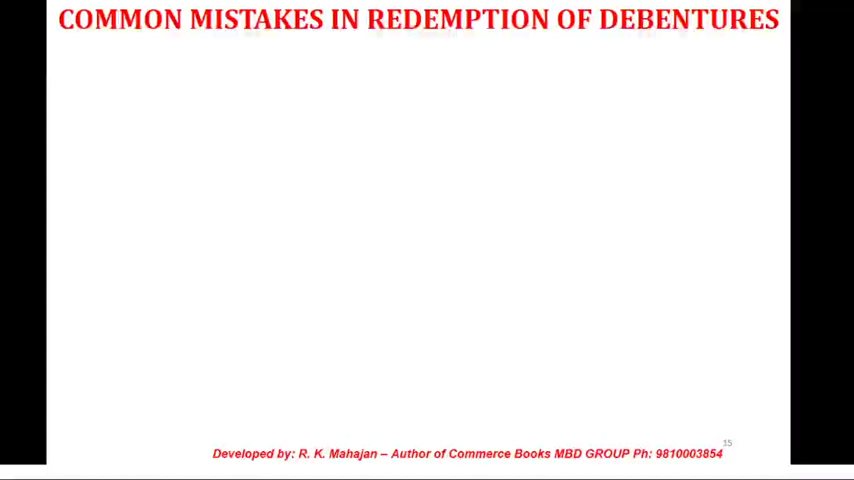 COMMON MISTAKES IN REDEMPTION OF DEBENTURES
15
Developed by: R. K. Mahajan – Author of Commerce Books MBD GROUP Ph: 9810003854